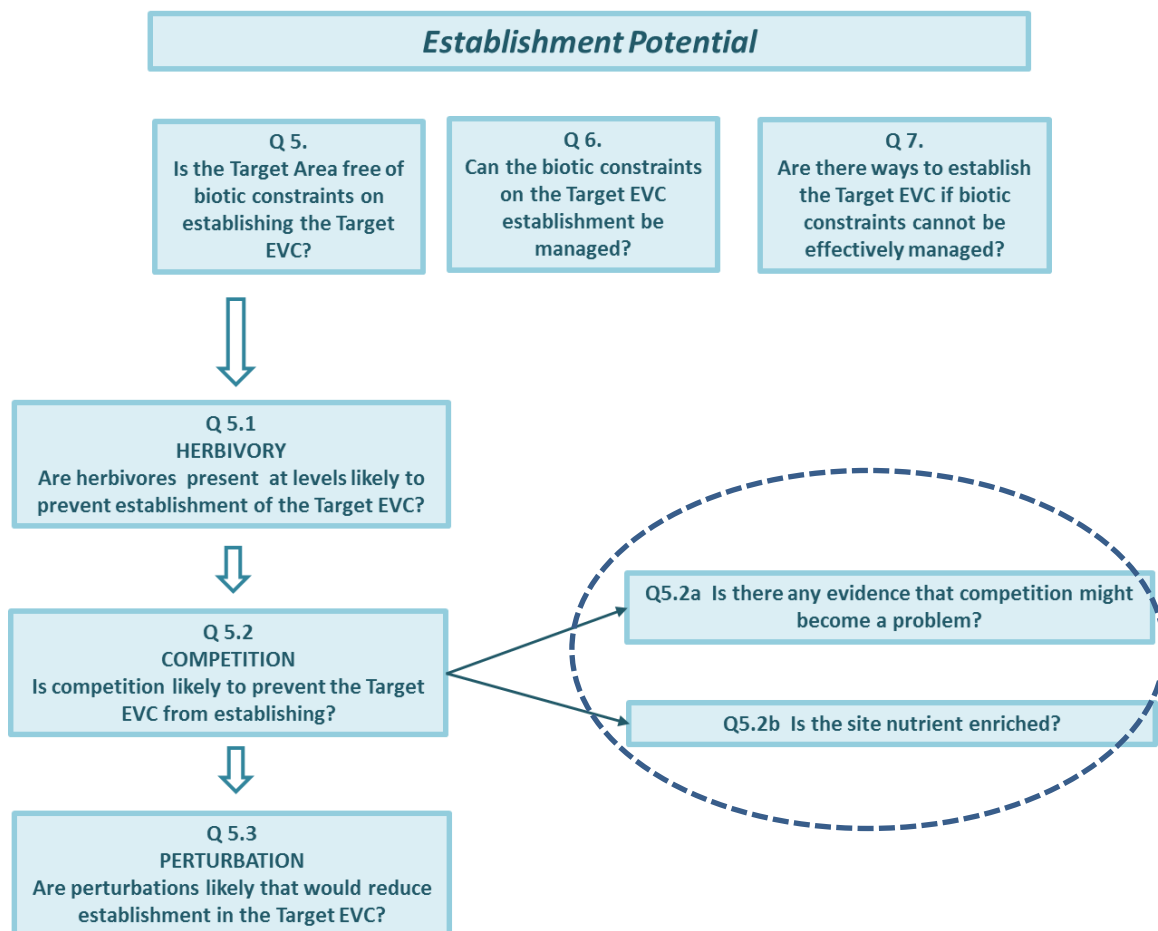 Establishment Potential
Q 5.
Is the Target Area free of
biotic constraints on
establishing the Target
EVC?
Q 6.
Can the biotic constraints
on the Target EVC
establishment be
managed?
Q 7.
Are there ways to establish
the Target EVC if biotic
constraints cannot be
effectively managed?
Q 5.1
HERBIVORY
Are herbivores present at levels likely to
prevent establishment of the Target EVC?
Q 5.2
COMPETITION
Is competition likely to prevent the Target
EVC from establishing?
Q5.2a Is there any evidence that competition might
become a problem?
Q5.2b Is the site nutrient enriched?
Q 5.3
PERTURBATION
Are perturbations likely that would reduce
establishment in the Target EVC?